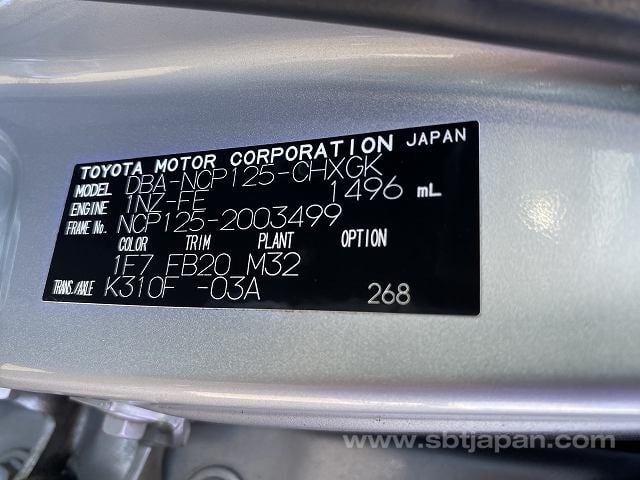 TOYOTA MOTOR CORPORATION JAPAN
MODEL DBA-NCP125-CHXGK
ENGINE 1NZ-FE 1496 mL
FRAME No. NCP125-2003499
COLOR TRIM PLANT OPTION
1F7 FB20 M32
TRANS./AXLE K310F -03A 268
www.sbtjapan.com